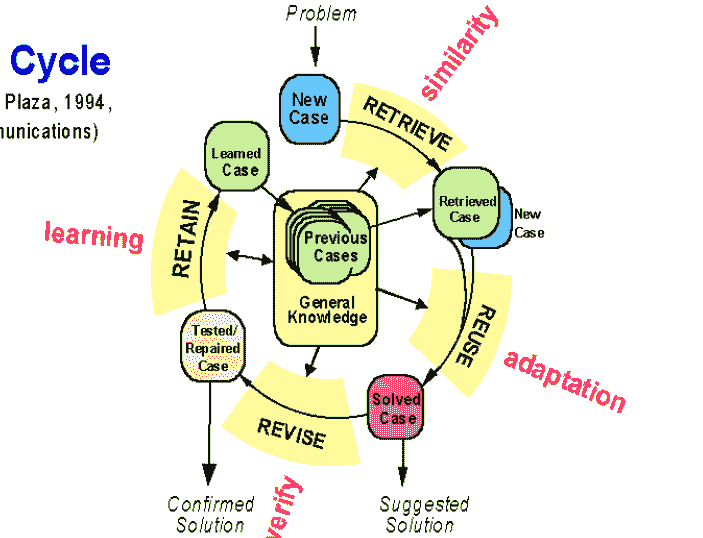 Problem
Cycle
Plaza, 1994,
nunications)
similarity
New
Case
RETRIEVE
Learned
Case
Retrieved
Case
New
Case
learning
RETAIN
Previous
Cases
General
Knowledge
REUSE
Tested/
Repaired
Case
adaptation
Solved
Case
REVISE
verify
Confirmed
Solution
Suggested
Solution